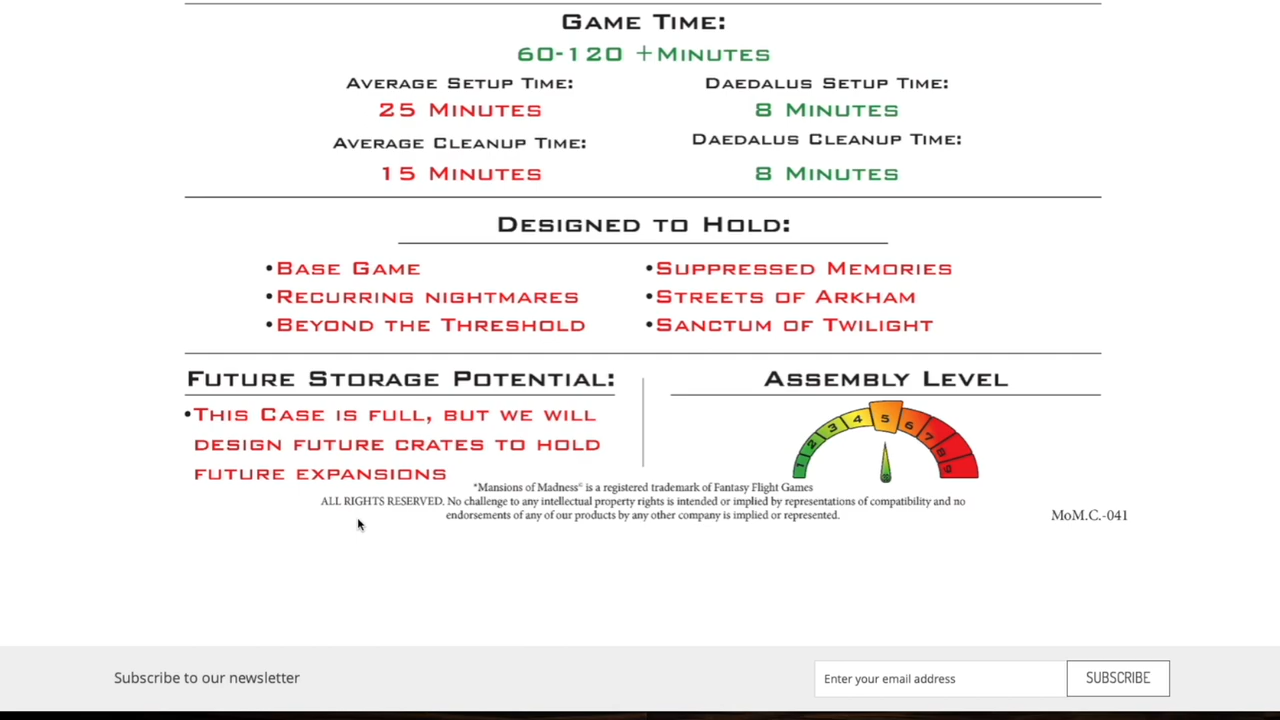 GAME TIME:
60-120 +MINUTES
AVERAGE SETUP TIME:
DAEDALUS SETUP TIME:
25 MINUTES
8 MINUTES
AVERAGE CLEANUP TIME:
DAEDALUS CLEANUP TIME:
15 MINUTES
8 MINUTES
DESIGNED TO HOLD:
•BASE GAME
•SUPPRESSED MEMORIES
•RECURRING NIGHTMARES
•STREETS OF ARKHAM
•BEYOND THE THRESHOLD
•SANCTUM OF TWILIGHT
FUTURE STORAGE POTENTIAL:
•THIS CASE IS FULL, BUT WE WILL
DESIGN FUTURE CRATES TO HOLD
FUTURE EXPANSIONS
ASSEMBLY LEVEL
1 2 3 4 5 6 7 8 9
*Mansions of Madness© is a registered trademark of Fantasy Flight Games
ALL RIGHTS RESERVED. No challenge to any intellectual property rights is intended or implied by representations of compatibility and no
endorsements of any of our products by any other company is implied or represented.
MoM.C.-041
Subscribe to our newsletter
Enter your email address
SUBSCRIBE